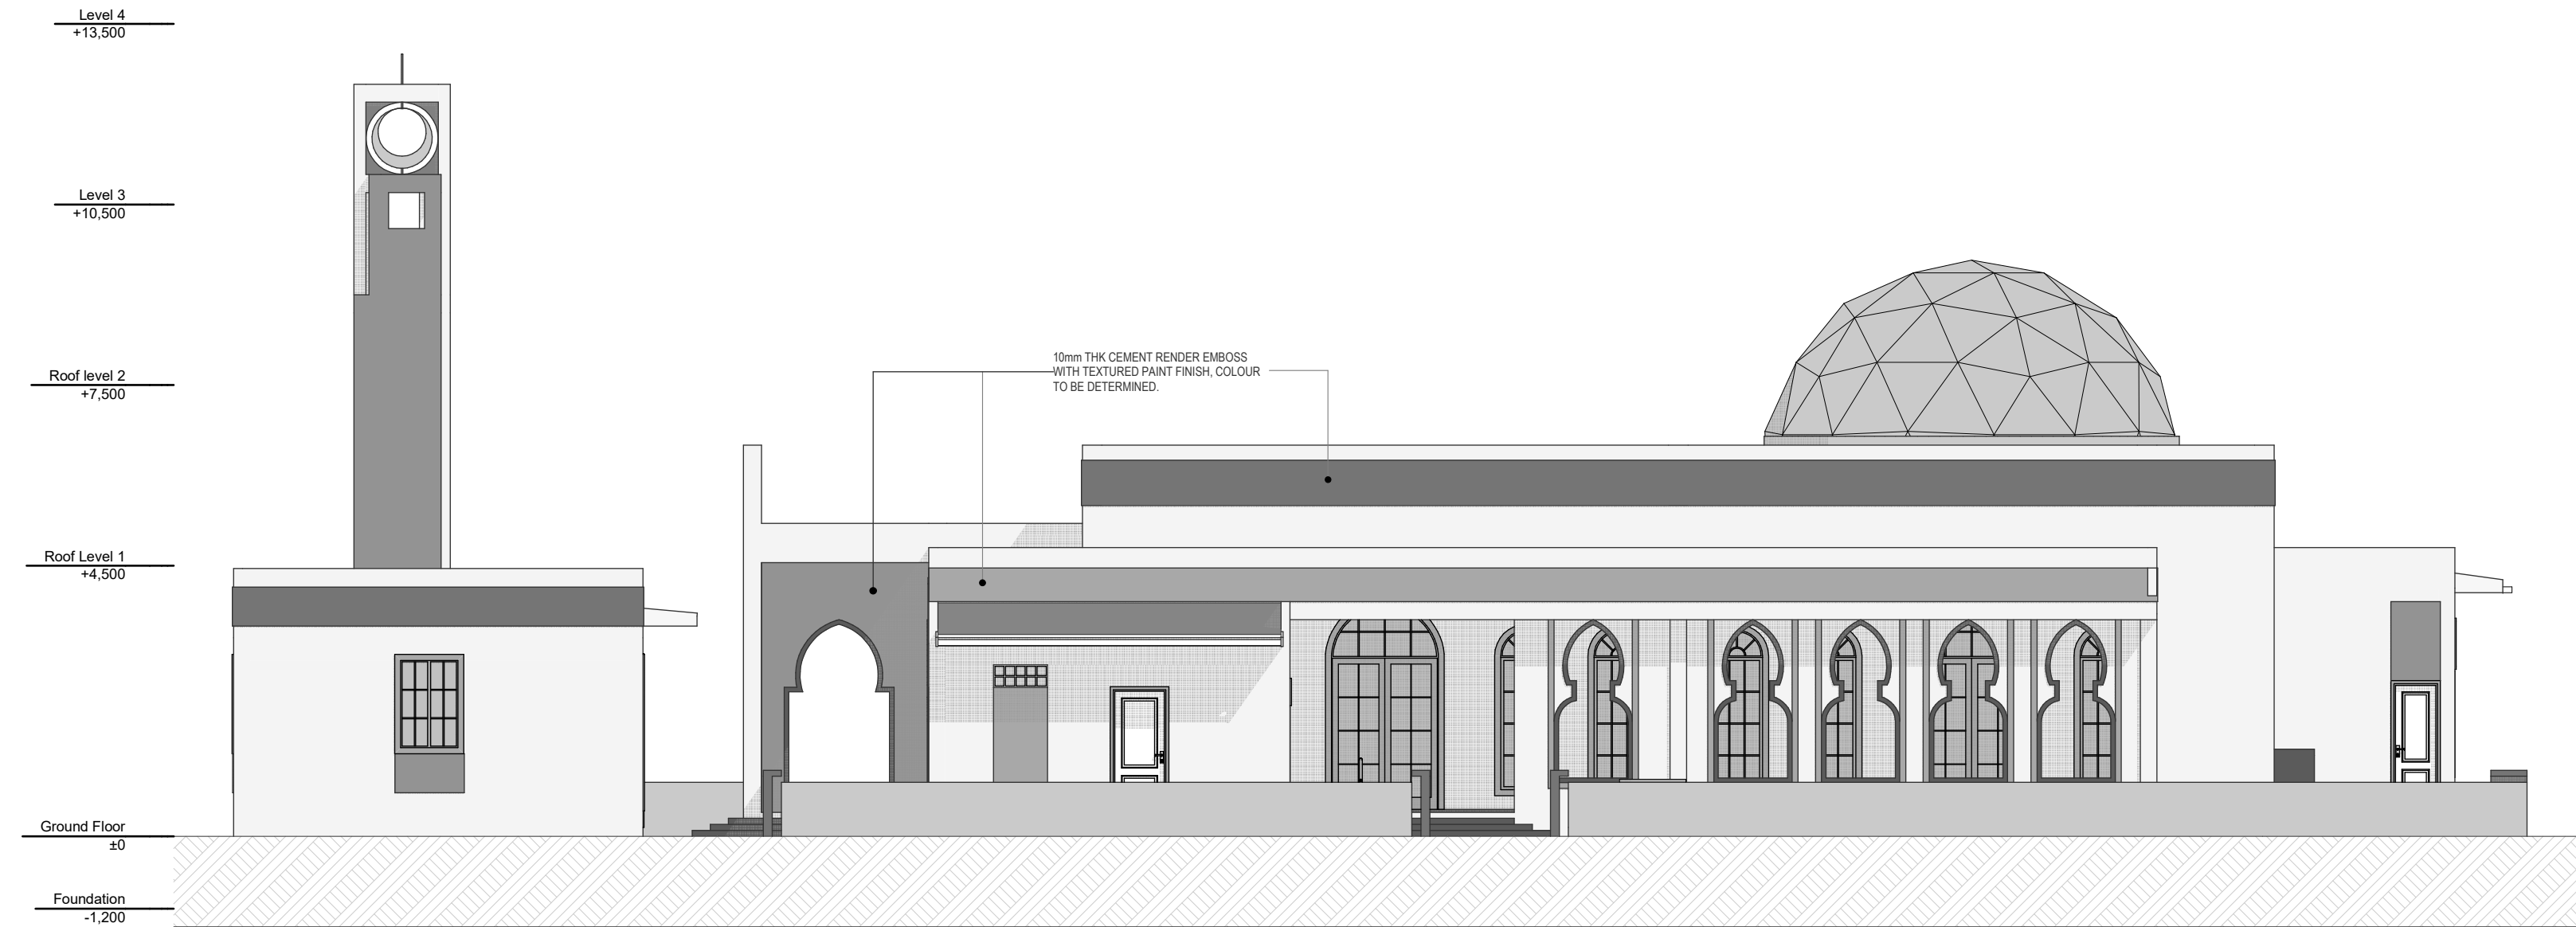 Level 4
+13,500
Level 3
+10,500
10mm THK CEMENT RENDER EMBOSS
WITH TEXTURED PAINT FINISH, COLOUR
TO BE DETERMINED.
Roof level 2
+7,500
Roof Level 1
+4,500
Ground Floor
±0
Foundation
-1,200